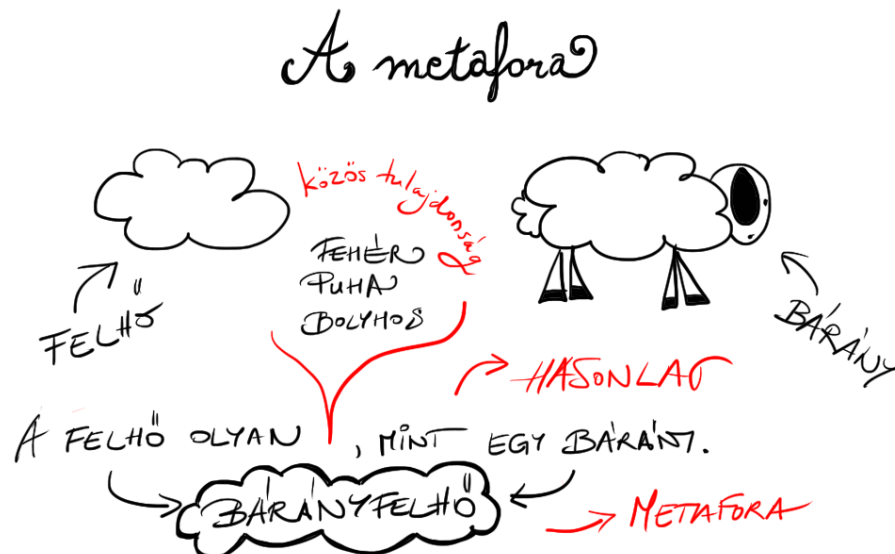 A metafora
közös tulajdonság
FEHÉR
PUHA
BOLYHOS
FELHŐ
BÁRÁNY
HASONLAT
A FELHŐ OLYAN , MINT EGY BÁRÁNY.
BÁRÁNYFELHŐ
METAFORA